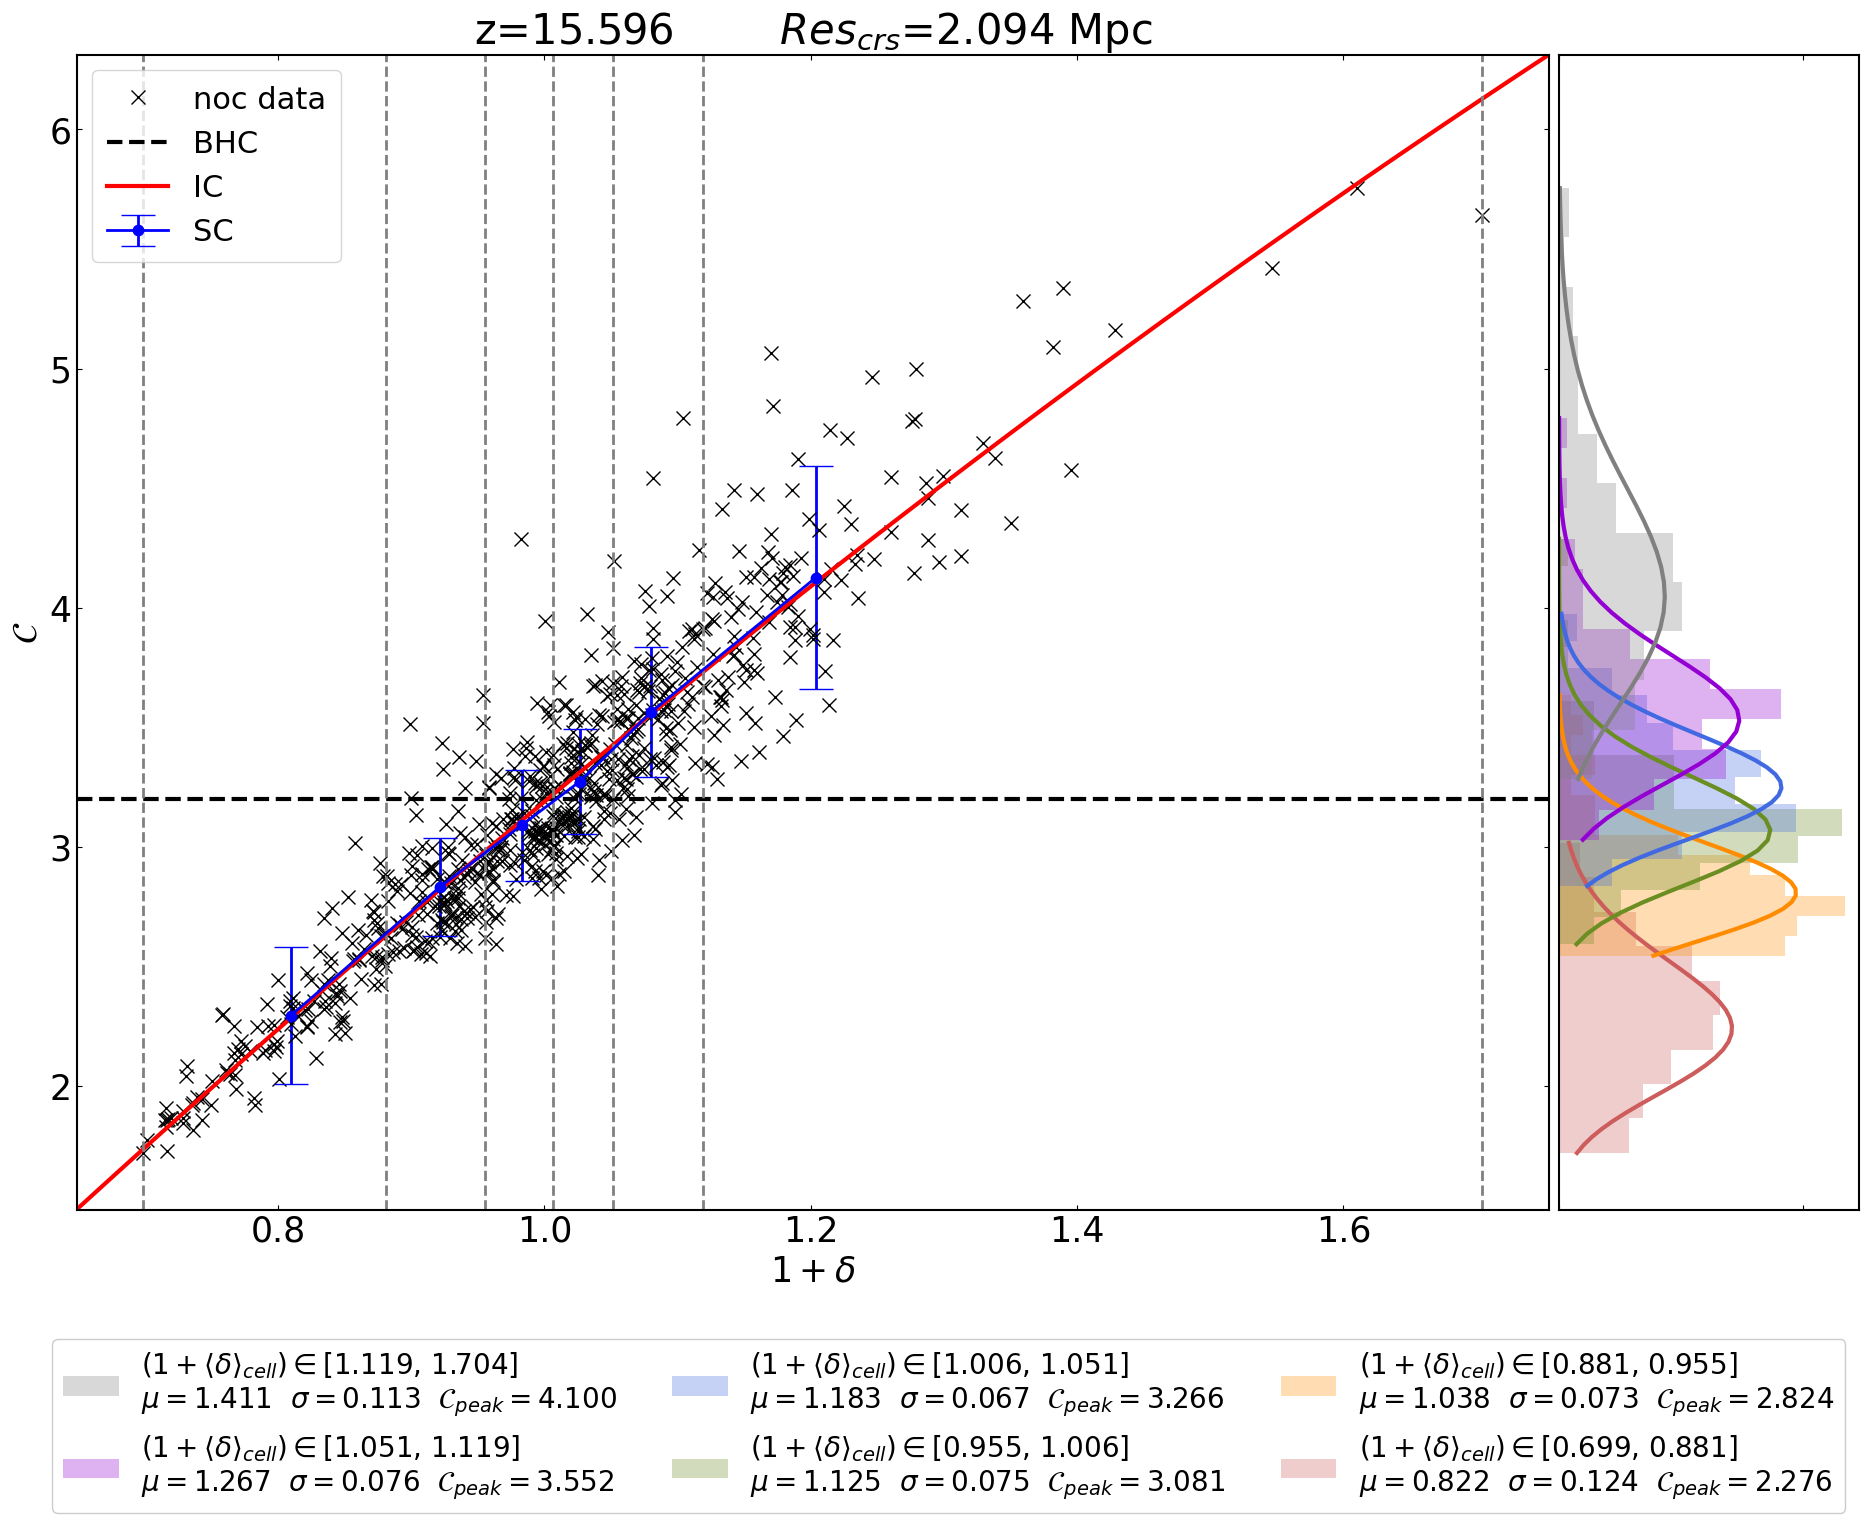 z=15.596 Res_crs=2.094 Mpc
noc data
BHC
IC
SC
6
5
4
3
2
𝒞
0.8 1.0 1.2 1.4 1.6
1 + δ
(1 + ⟨δ⟩_cell) ∈ [1.119, 1.704]
μ = 1.411 σ = 0.113 𝒞_peak = 4.100
(1 + ⟨δ⟩_cell) ∈ [1.051, 1.119]
μ = 1.267 σ = 0.076 𝒞_peak = 3.552
(1 + ⟨δ⟩_cell) ∈ [1.006, 1.051]
μ = 1.183 σ = 0.067 𝒞_peak = 3.266
(1 + ⟨δ⟩_cell) ∈ [0.955, 1.006]
μ = 1.125 σ = 0.075 𝒞_peak = 3.081
(1 + ⟨δ⟩_cell) ∈ [0.881, 0.955]
μ = 1.038 σ = 0.073 𝒞_peak = 2.824
(1 + ⟨δ⟩_cell) ∈ [0.699, 0.881]
μ = 0.822 σ = 0.124 𝒞_peak = 2.276